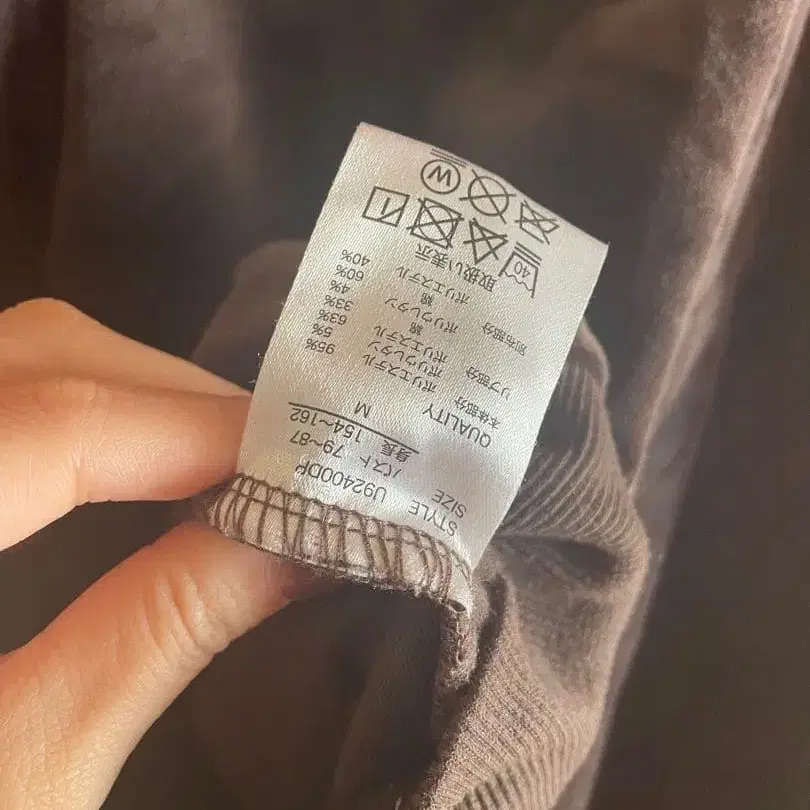 STYLE U92400DP
SIZE バスト 79~87
身長 154~162
M
QUALITY
本体部分 ポリエステル 95%
ポリウレタン 5%
リブ部分 ポリエステル 63%
綿 33%
ポリウレタン 4%
別布部分 綿 60%
ポリエステル 40%
取扱い表示
40
W